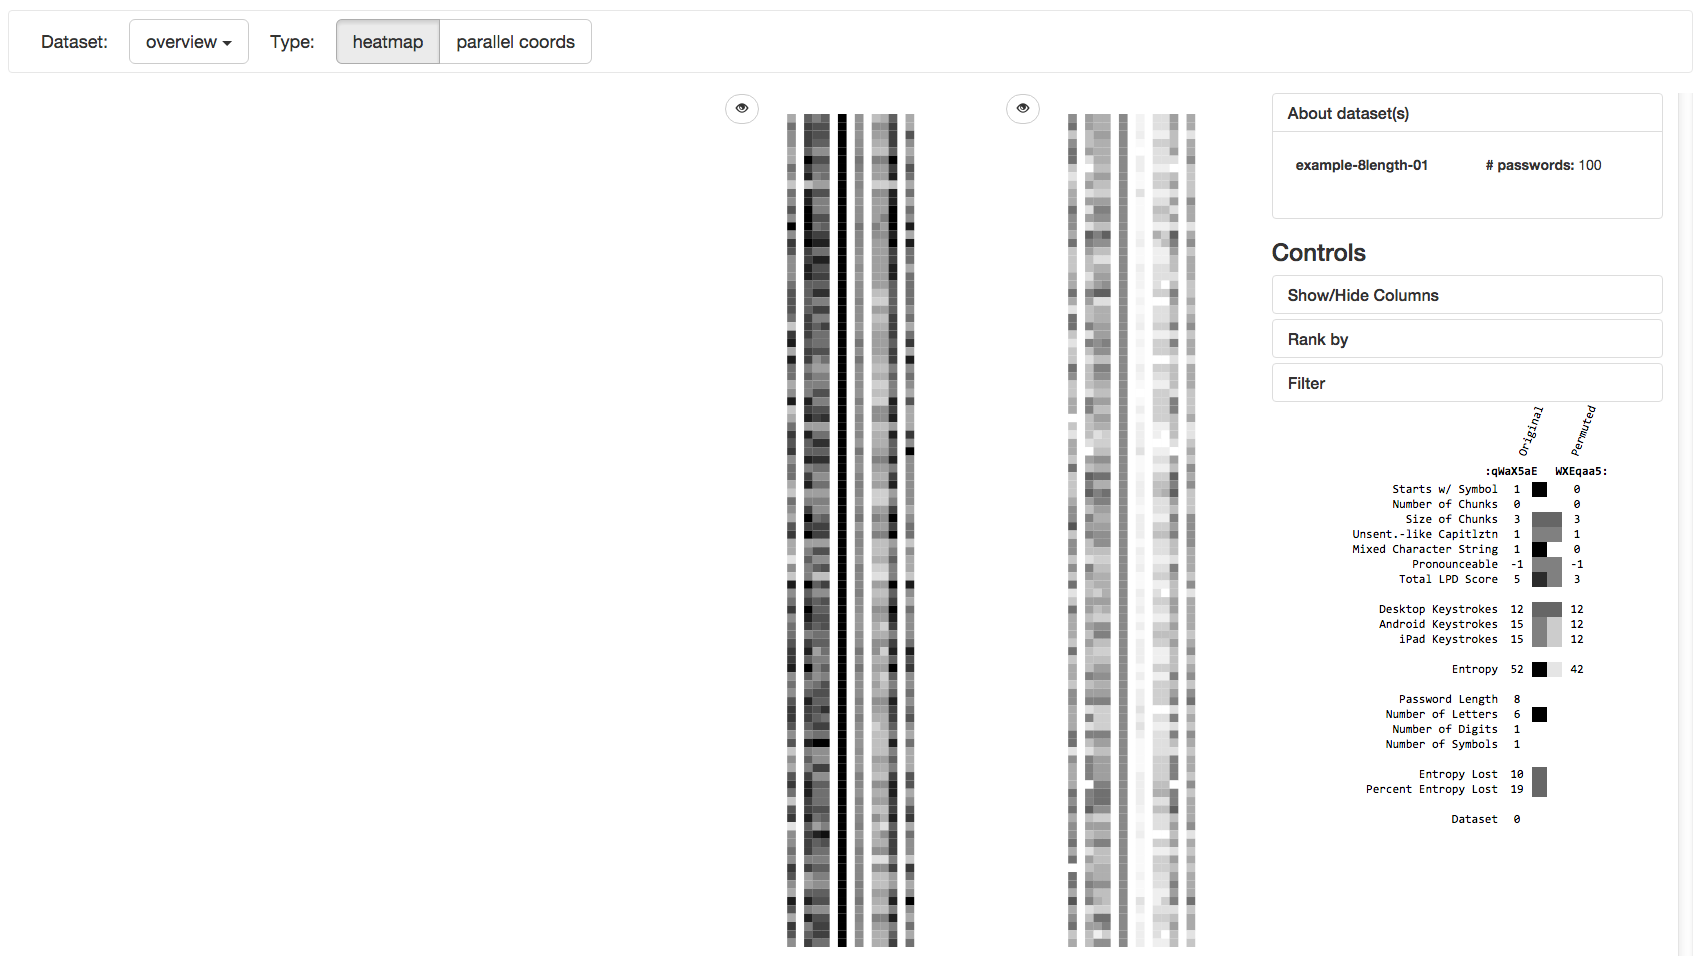 Dataset: overview Type: heatmap parallel coords
About dataset(s)
example-8length-01 # passwords: 100
Controls
Show/Hide Columns
Rank by
Filter
Original Permuted
:qWaX5aE WXEqaa5:
Starts w/ Symbol 1 0
Number of Chunks 0 0
Size of Chunks 3 3
Unsent.-like Capitlztn 1 1
Mixed Character String 1 0
Pronounceable -1 -1
Total LPD Score 5 3
Desktop Keystrokes 12 12
Android Keystrokes 15 12
iPad Keystrokes 15 12
Entropy 52 42
Password Length 8
Number of Letters 6
Number of Digits 1
Number of Symbols 1
Entropy Lost 10
Percent Entropy Lost 19
Dataset 0